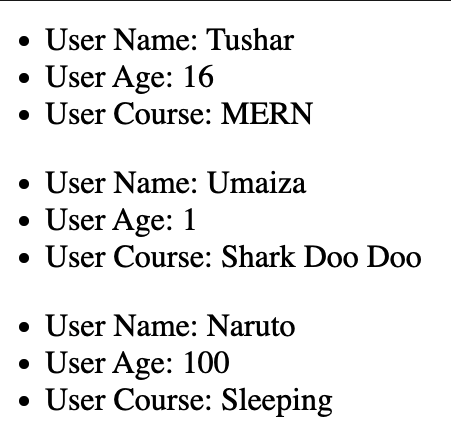 • User Name: Tushar
• User Age: 16
• User Course: MERN
• User Name: Umaiza
• User Age: 1
• User Course: Shark Doo Doo
• User Name: Naruto
• User Age: 100
• User Course: Sleeping